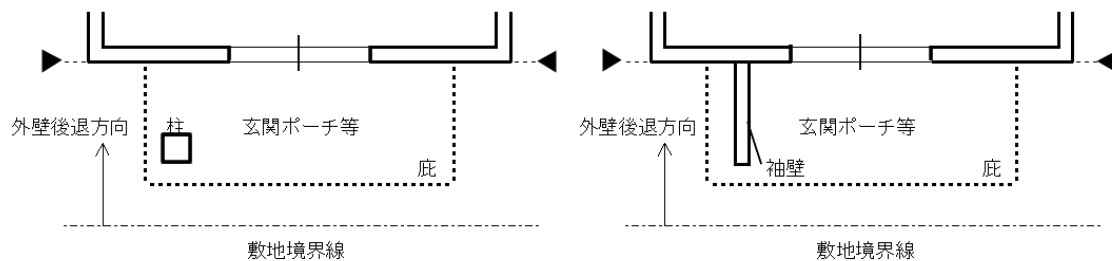 外壁後退方向
柱
玄関ポーチ等
庇
敷地境界線
外壁後退方向
玄関ポーチ等
袖壁
庇
敷地境界線